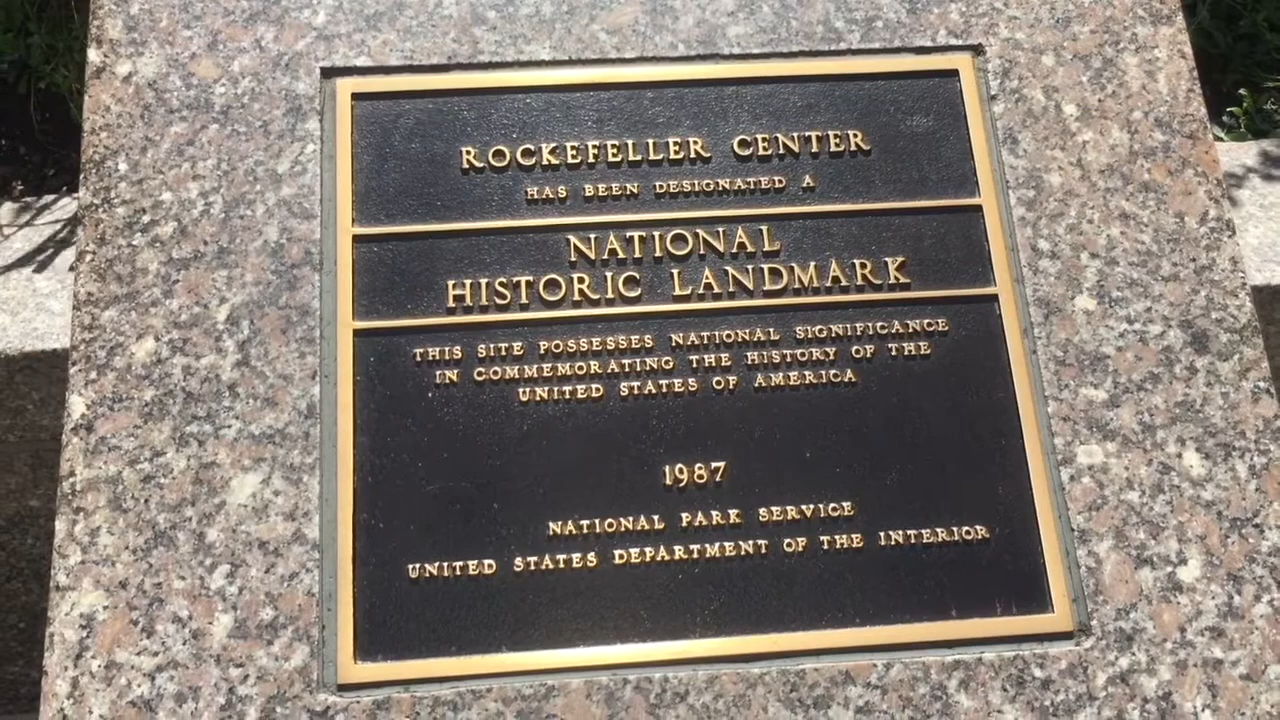 ROCKEFELLER CENTER
HAS BEEN DESIGNATED A
NATIONAL
HISTORIC LANDMARK
THIS SITE POSSESSES NATIONAL SIGNIFICANCE
IN COMMEMORATING THE HISTORY OF THE
UNITED STATES OF AMERICA
1987
NATIONAL PARK SERVICE
UNITED STATES DEPARTMENT OF THE INTERIOR